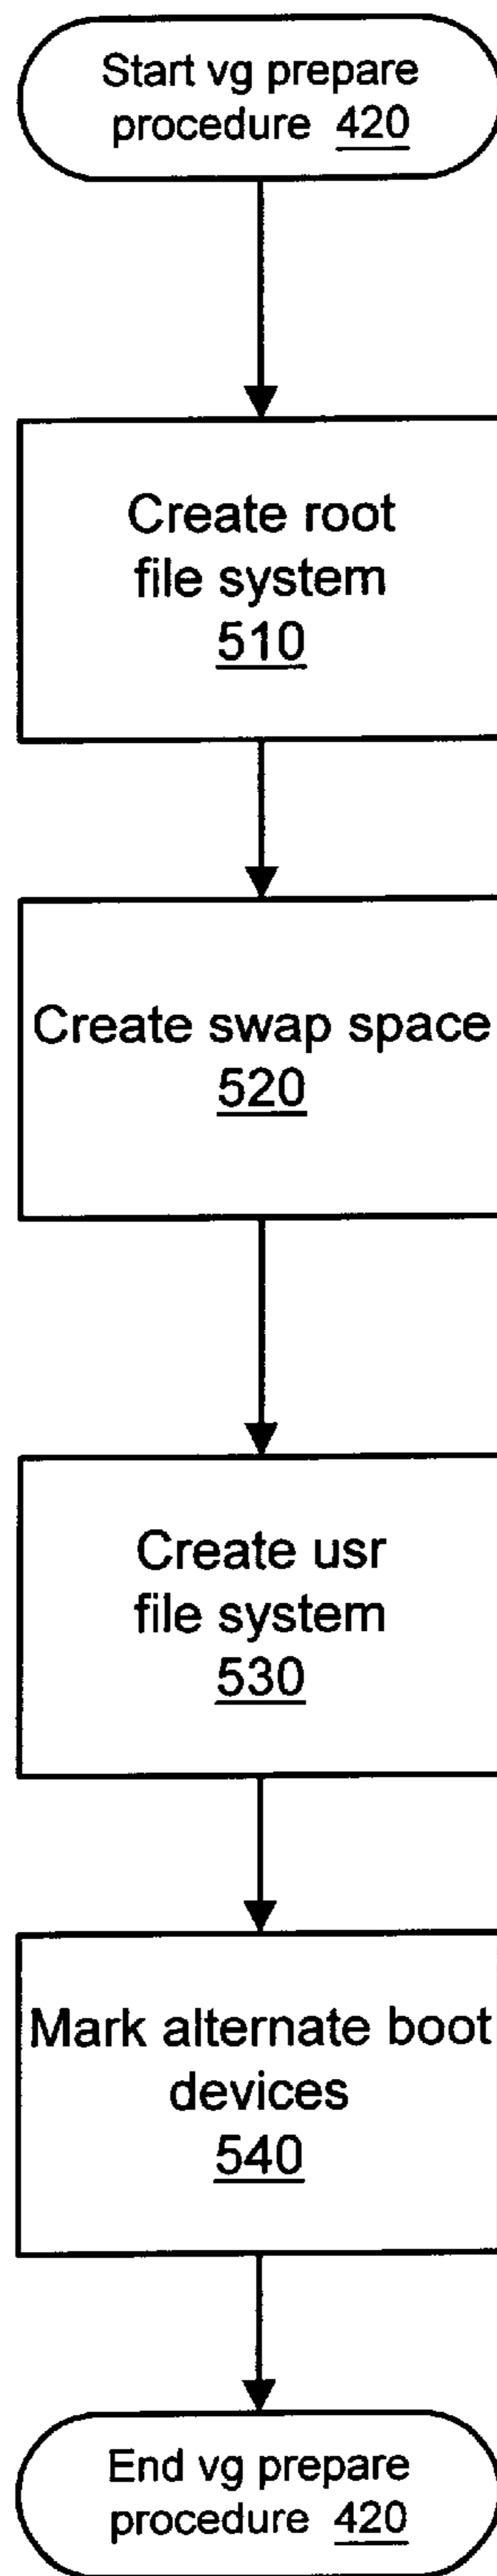 Start vg prepare
procedure 420
Create root
file system
510
Create swap space
520
Create usr
file system
530
Mark alternate boot
devices
540
End vg prepare
procedure 420